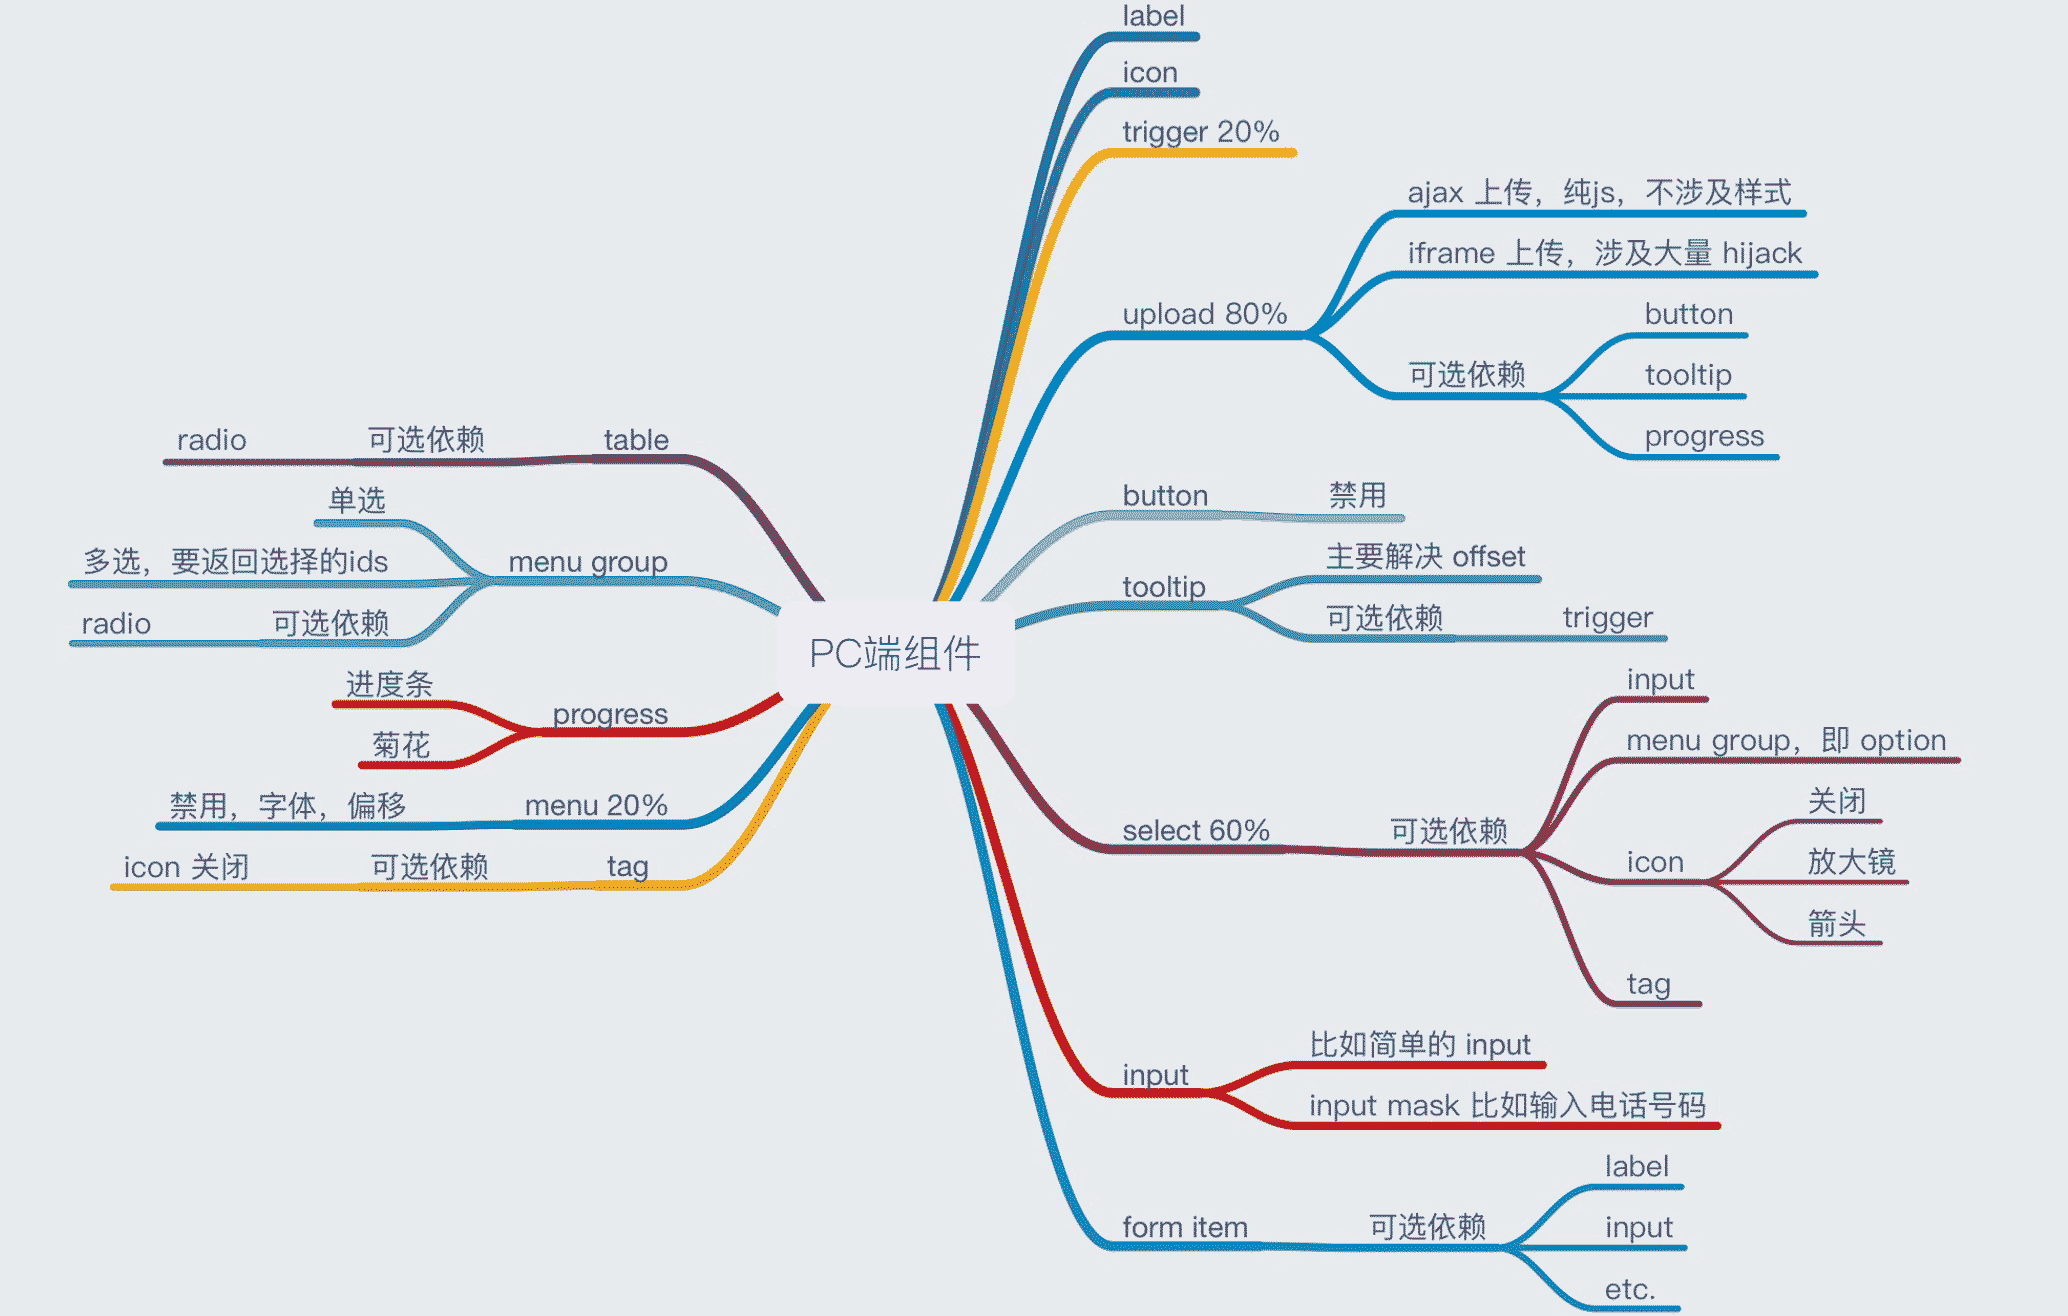 label
icon
trigger 20%
ajax 上传，纯js，不涉及样式
iframe 上传，涉及大量 hijack
upload 80%
button
可选依赖
tooltip
progress
button
禁用
主要解决 offset
tooltip
可选依赖
trigger
input
menu group，即 option
关闭
select 60%
可选依赖
icon
放大镜
箭头
tag
比如简单的 input
input
input mask 比如输入电话号码
label
form item
可选依赖
input
etc.
PC端组件
radio
可选依赖
table
单选
多选，要返回选择的ids
menu group
radio
可选依赖
进度条
progress
菊花
禁用，字体，偏移
menu 20%
icon 关闭
可选依赖
tag